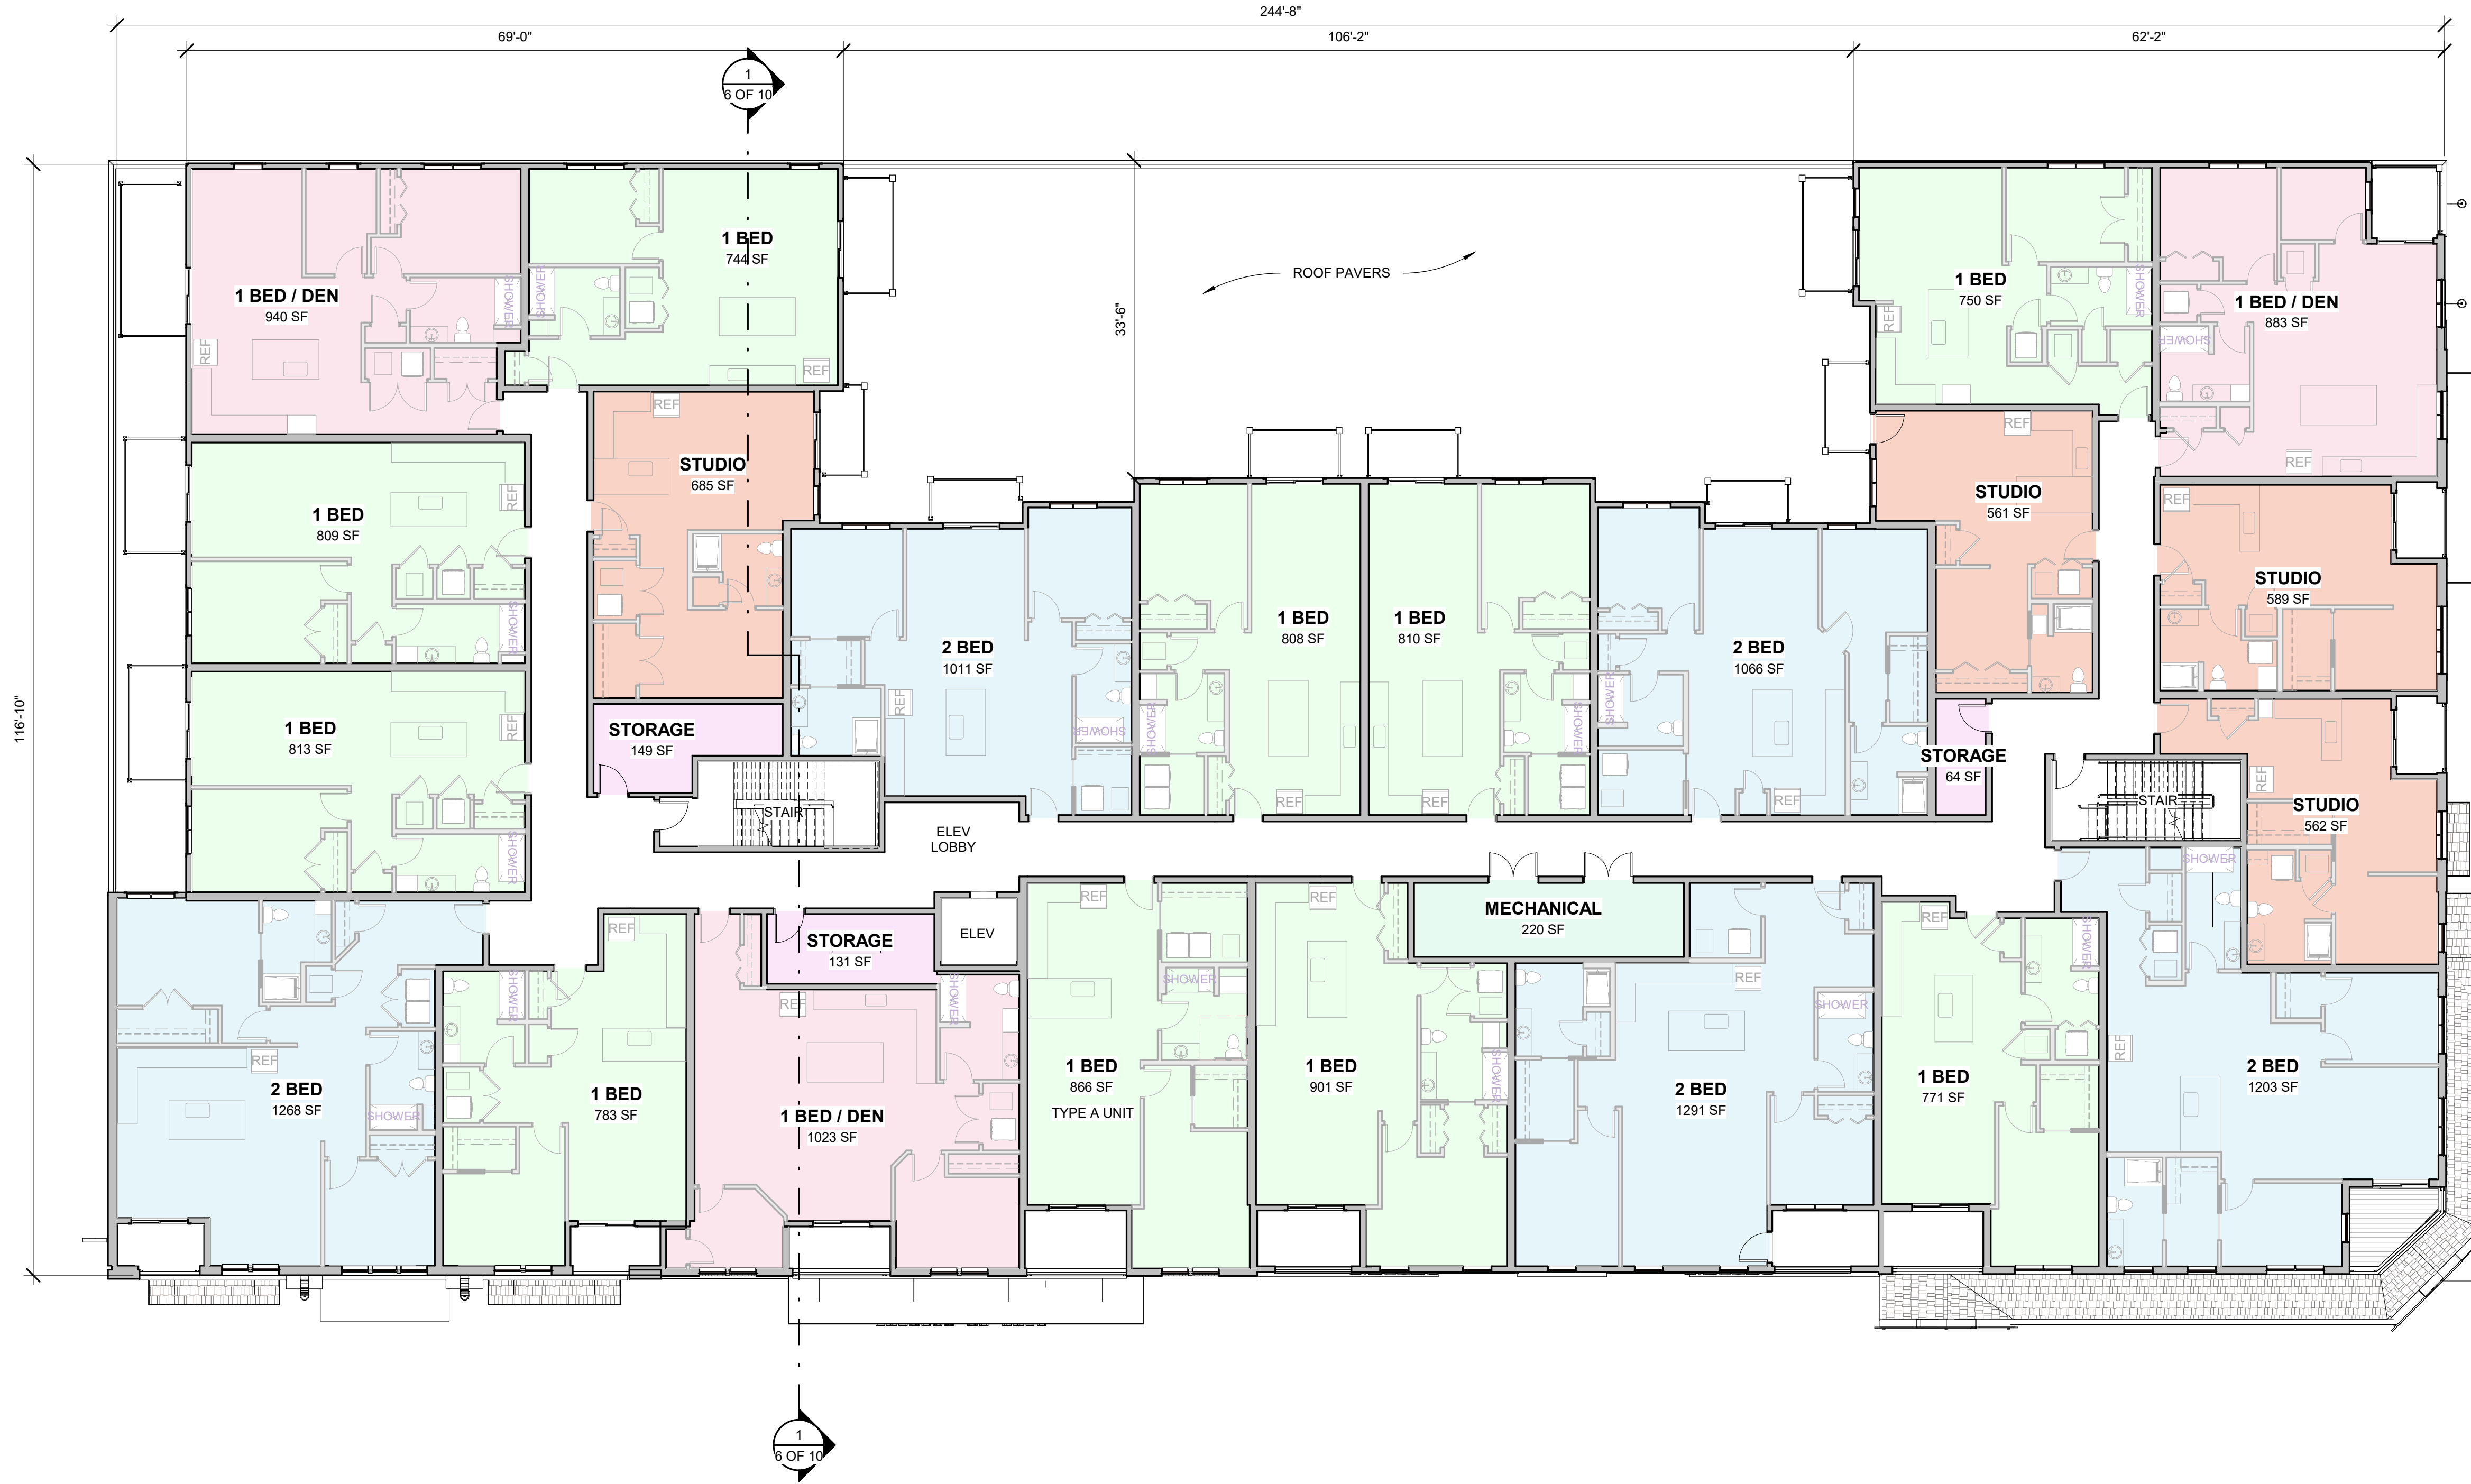 244'-8"
69'-0"
106'-2"
62'-2"
1
6 OF 10
116'-10"
33'-6"
ROOF PAVERS
1 BED / DEN
940 SF
SHOWER
REF
1 BED
744 SF
SHOWER
REF
1 BED
750 SF
SHOWER
REF
1 BED / DEN
883 SF
SHOWER
REF
1 BED
809 SF
REF
SHOWER
STUDIO
685 SF
REF
STUDIO
561 SF
REF
STUDIO
589 SF
REF
1 BED
813 SF
REF
SHOWER
STORAGE
149 SF
2 BED
1011 SF
REF
SHOWER
1 BED
808 SF
SHOWER
REF
1 BED
810 SF
SHOWER
REF
2 BED
1066 SF
SHOWER
REF
STORAGE
64 SF
STAIR
ELEV
LOBBY
STAIR
STUDIO
562 SF
REF
2 BED
1268 SF
REF
SHOWER
1 BED
783 SF
REF
SHOWER
STORAGE
131 SF
ELEV
1 BED / DEN
1023 SF
REF
SHOWER
1 BED
866 SF
TYPE A UNIT
REF
SHOWER
1 BED
901 SF
REF
SHOWER
MECHANICAL
220 SF
2 BED
1291 SF
REF
SHOWER
1 BED
771 SF
REF
SHOWER
2 BED
1203 SF
REF
SHOWER
1
6 OF 10